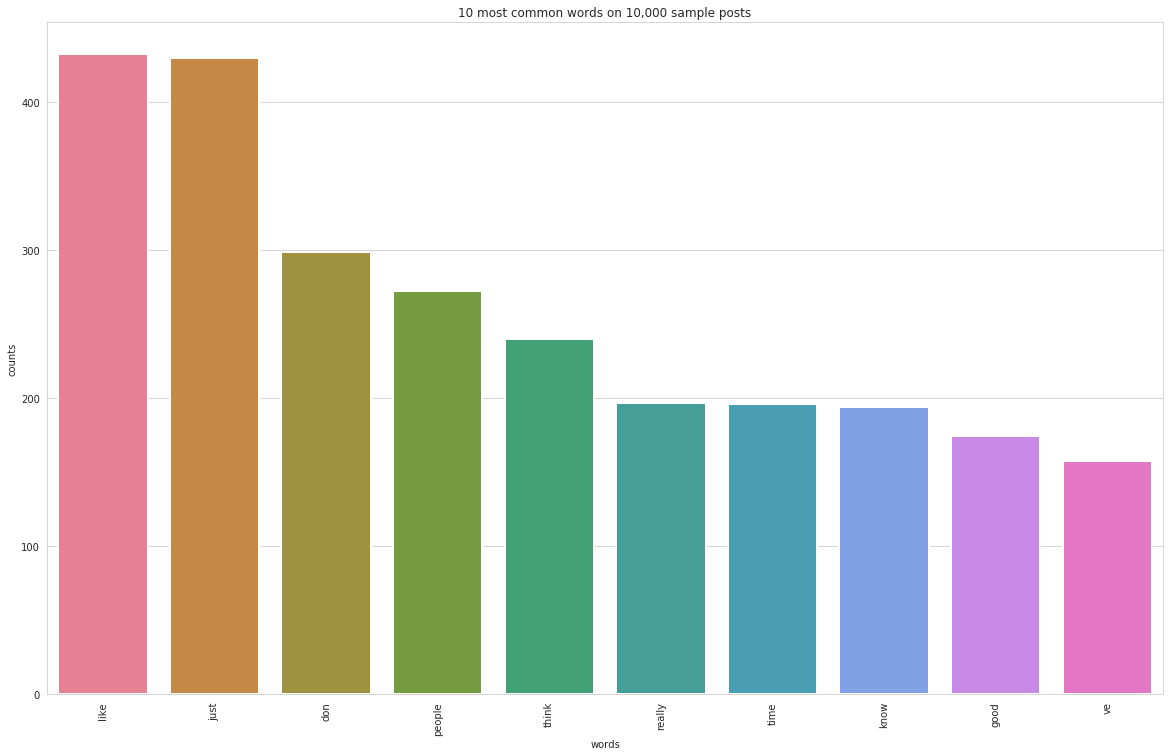 10 most common words on 10,000 sample posts
counts
400
300
200
100
0
like
just
don
people
think
really
time
know
good
ve
words